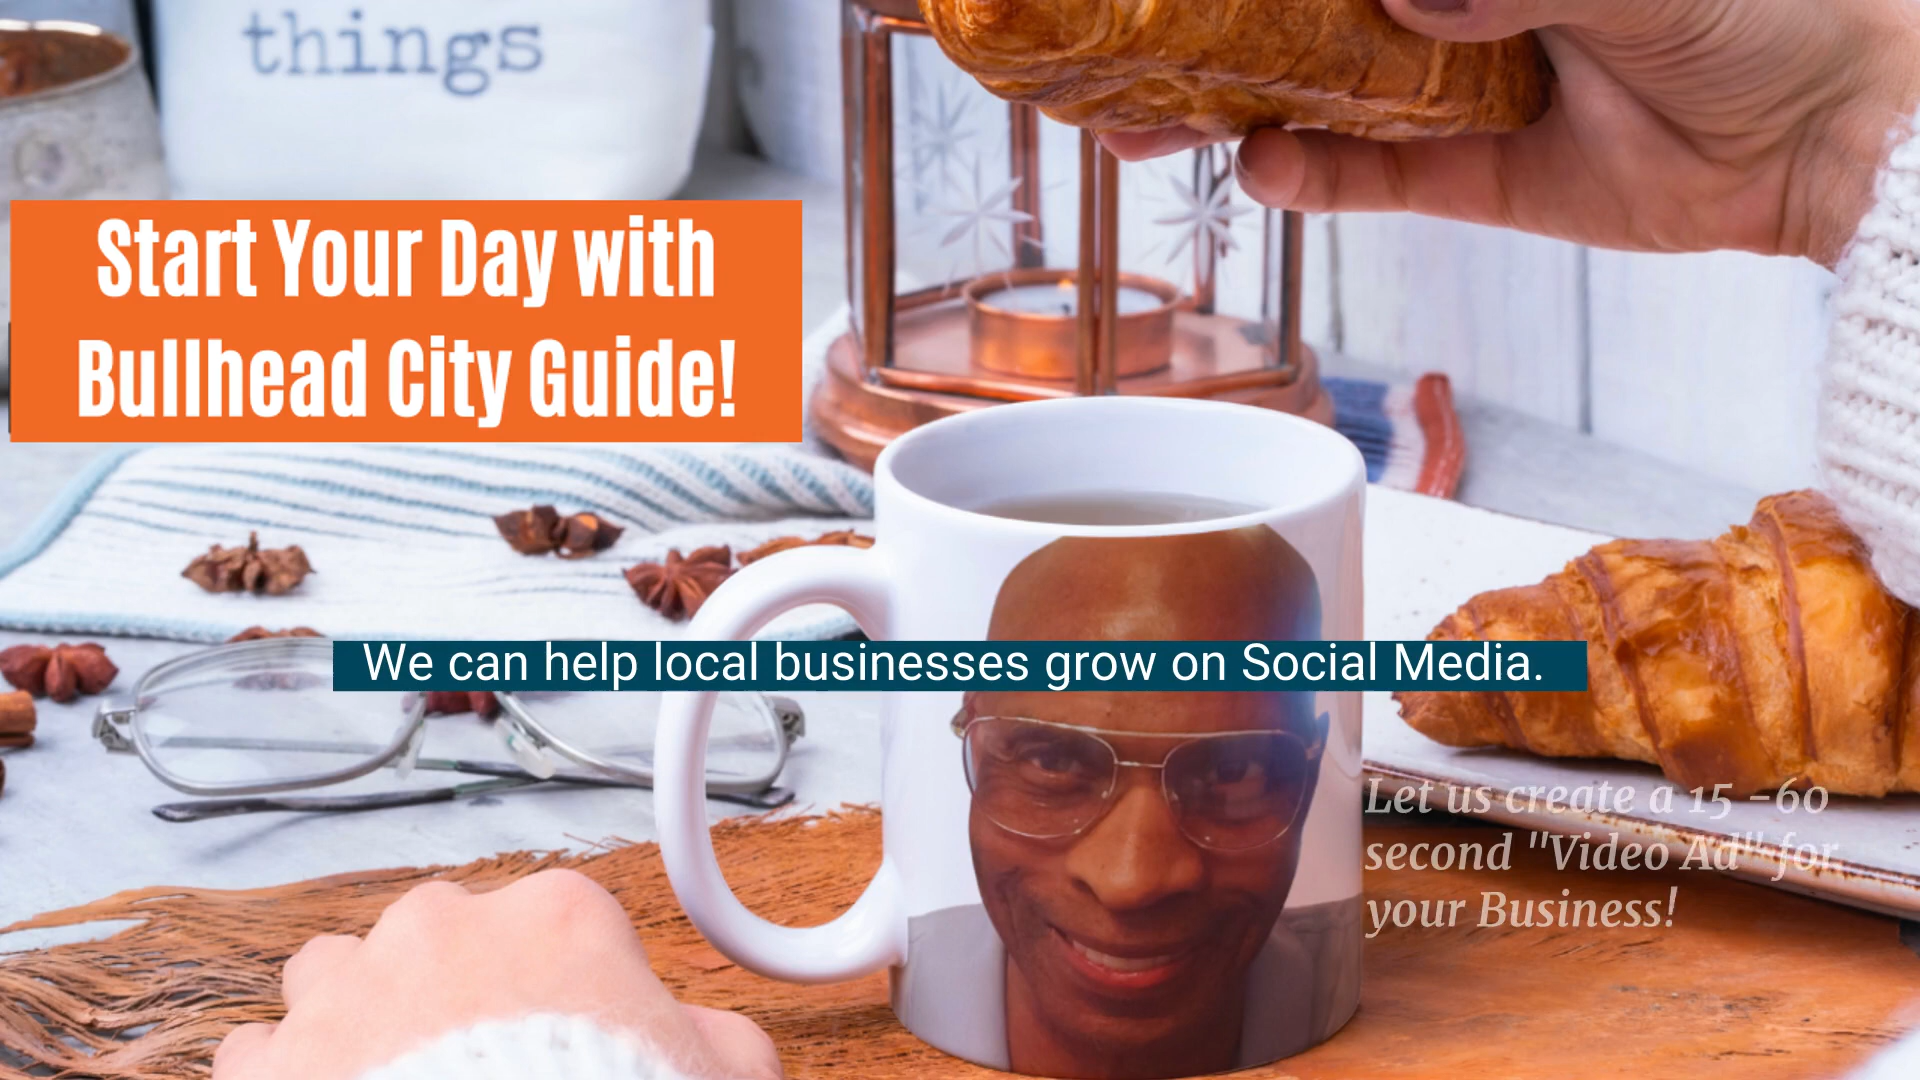 things
Start Your Day with
Bullhead City Guide!
We can help local businesses grow on Social Media.
Let us create a 15 -60
second "Video Ad" for
your Business!